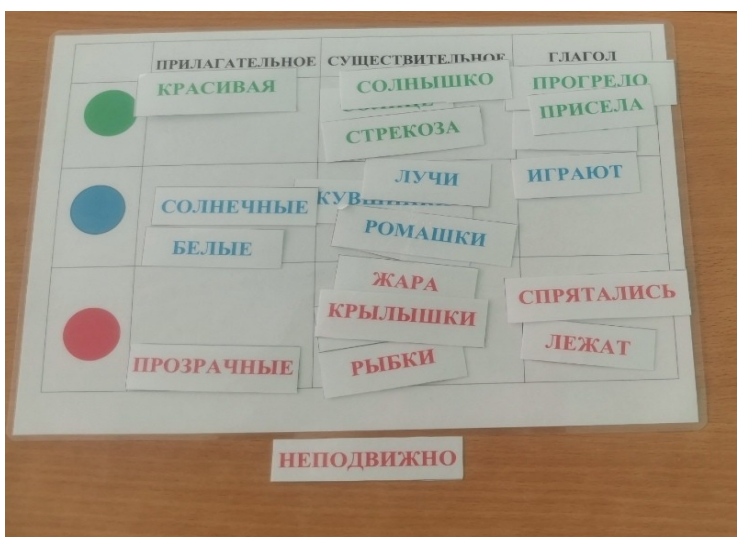 ПРИЛАГАТЕЛЬНОЕ СУЩЕСТВИТЕЛЬНОЕ ГЛАГОЛ
КРАСИВАЯ СОЛНЫШКО ПРОГРЕЛО
СТРЕКОЗА ПРИСЕЛА
ЛУЧИ ИГРАЮТ
СОЛНЕЧНЫЕ
БЕЛЫЕ РОМАШКИ
ЖАРА СПРЯТАЛИСЬ
КРЫЛЫШКИ
ПРОЗРАЧНЫЕ РЫБКИ ЛЕЖАТ
НЕПОДВИЖНО